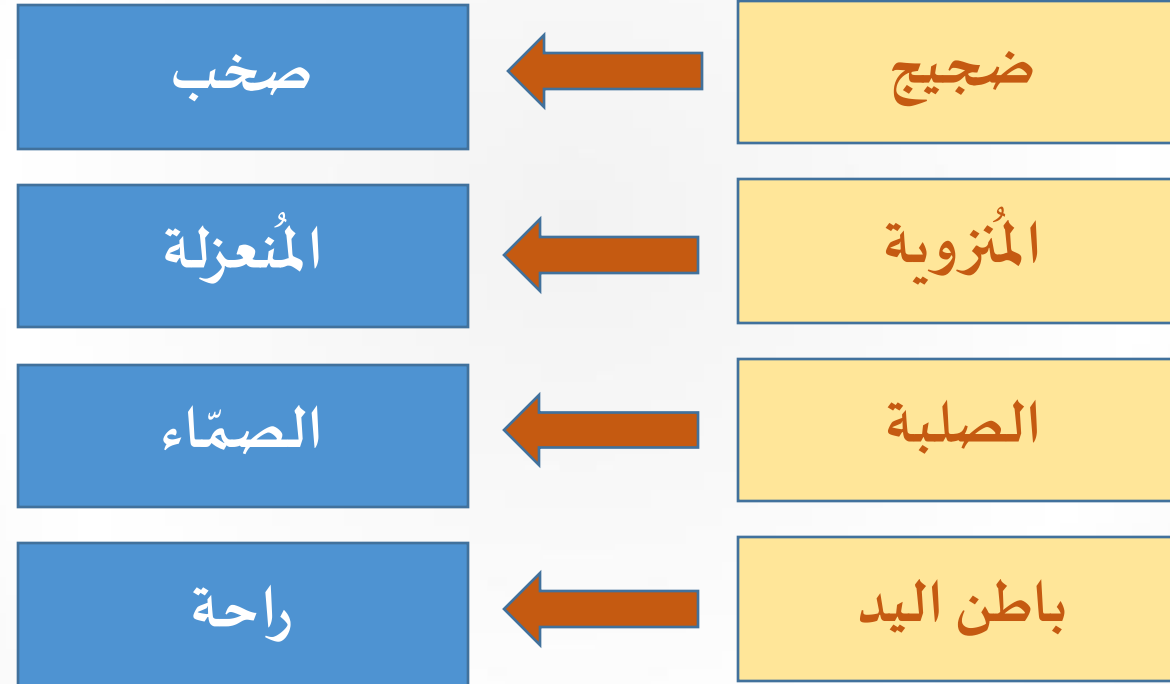 ضجيج
صخب
المُنزوية
المُنعزلة
الصلبة
الصمّاء
باطن اليد
راحة